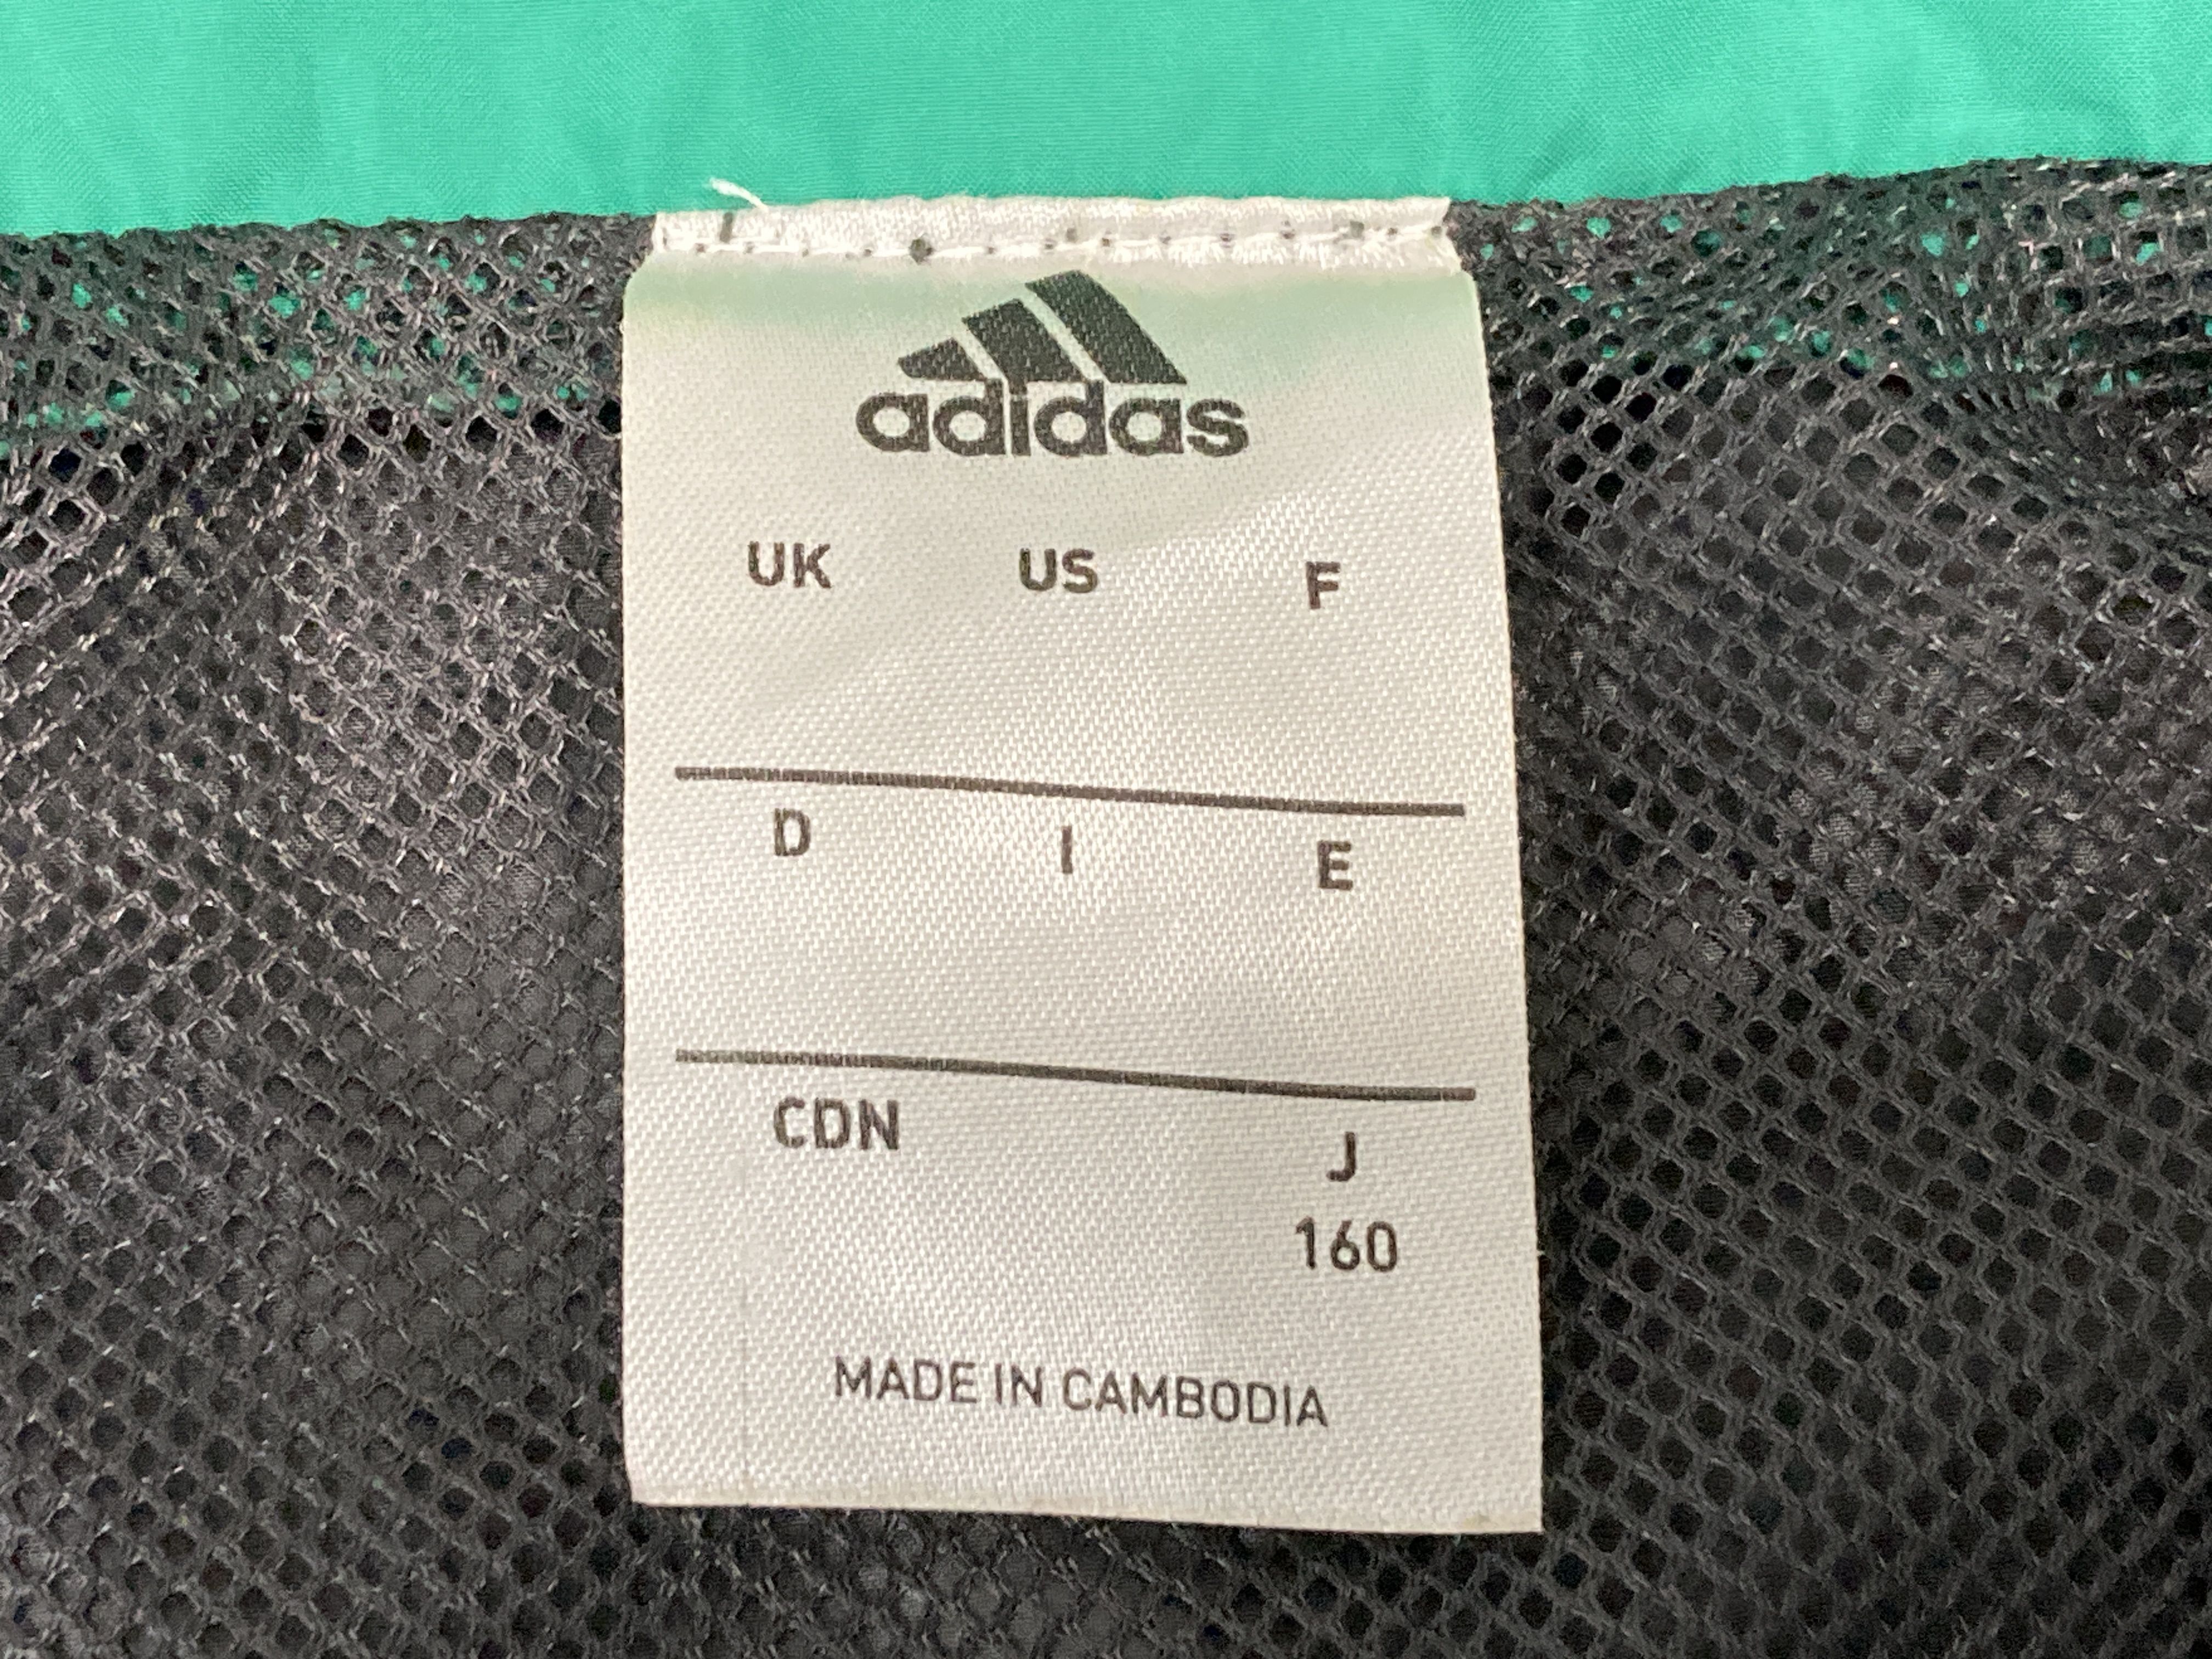 adidas
UK US F
D I E
CDN J
160
MADE IN CAMBODIA